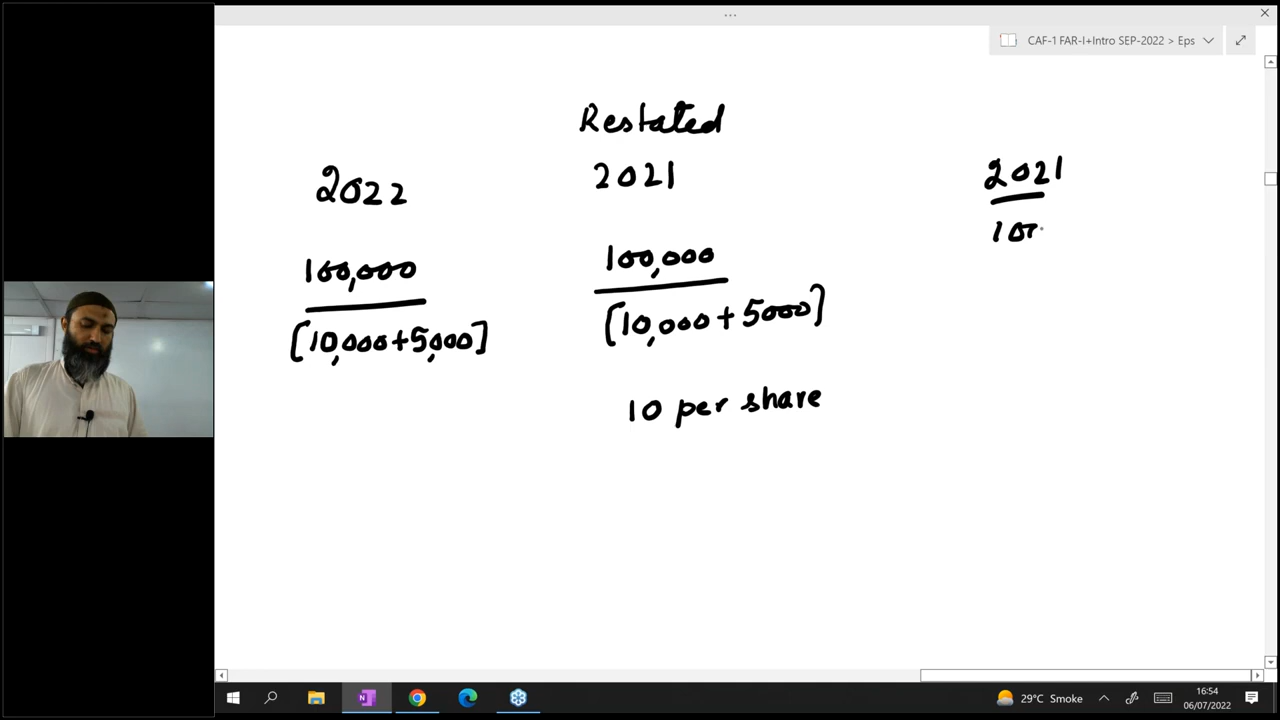 CAF-1 FAR-I+Intro SEP-2022 > Eps
Restated
2022
2021
2021
100,000
[10,000+5,000]
100,000
[10,000+5000]
10 per share
29°C Smoke
16:54
06/07/2022